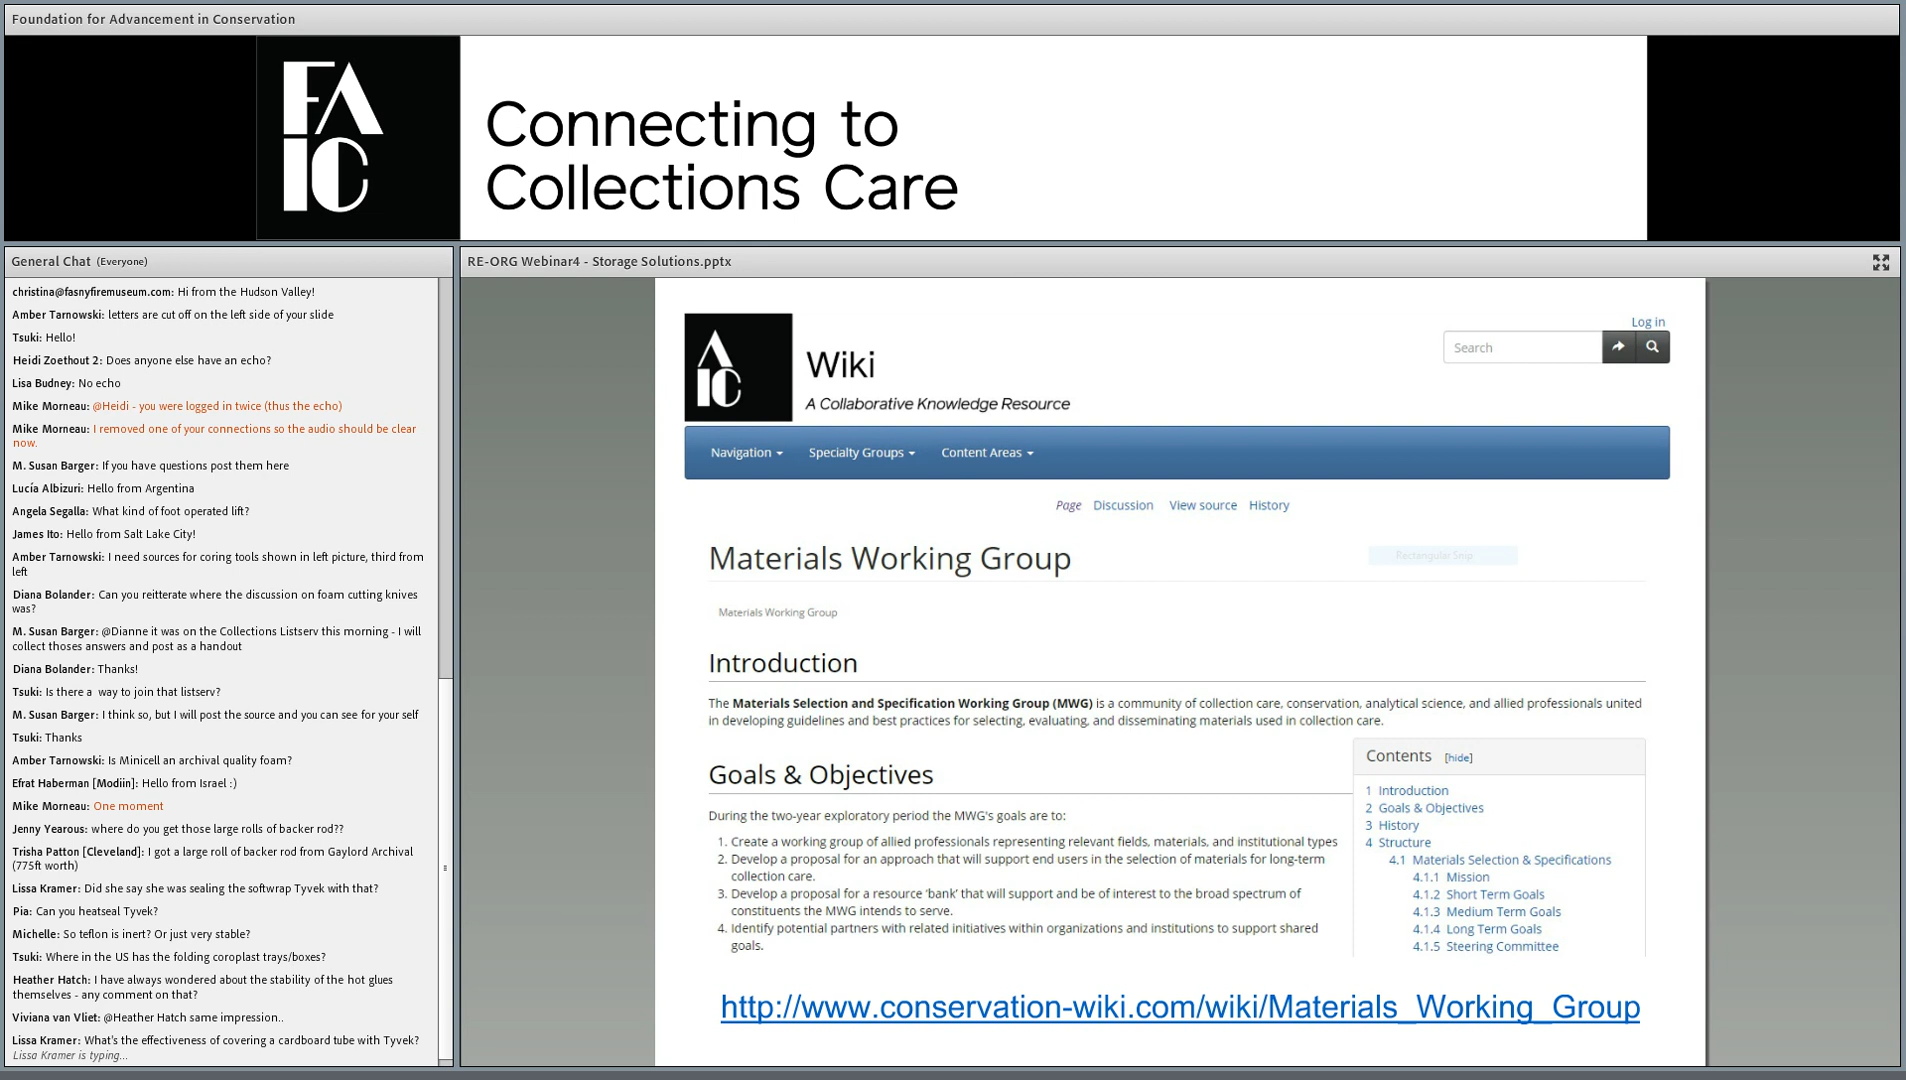 Foundation for Advancement in Conservation
FA
IC
Connecting to
Collections Care
General Chat (Everyone)
christina@fasnyfiremuseum.com: Hi from the Hudson Valley!
Amber Tarnowski: letters are cut off on the left side of your slide
Tsuki: Hello!
Heidi Zoethout 2: Does anyone else have an echo?
Lisa Budney: No echo
Mike Morneau: @Heidi - you were logged in twice (thus the echo)
Mike Morneau: I removed one of your connections so the audio should be clear
now.
M. Susan Barger: If you have questions post them here
Lucía Albizuri: Hello from Argentina
Angela Segalla: What kind of foot operated lift?
James Ito: Hello from Salt Lake City!
Amber Tarnowski: I need sources for coring tools shown in left picture, third from
left
Diana Bolander: Can you reitterate where the discussion on foam cutting knives
was?
M. Susan Barger: @Dianne it was on the Collections Listserv this morning - I will
collect thoses answers and post as a handout
Diana Bolander: Thanks!
Tsuki: Is there a  way to join that listserv?
M. Susan Barger: I think so, but I will post the source and you can see for your self
Tsuki: Thanks
Amber Tarnowski: Is Minicell an archival quality foam?
Efrat Haberman [Modiin]: Hello from Israel :)
Mike Morneau: One moment
Jenny Yearous: where do you get those large rolls of backer rod??
Trisha Patton [Cleveland]: I got a large roll of backer rod from Gaylord Archival
(775ft worth)
Lissa Kramer: Did she say she was sealing the softwrap Tyvek with that?
Pia: Can you heatseal Tyvek?
Michelle: So teflon is inert? Or just very stable?
Tsuki: Where in the US has the folding coroplast trays/boxes?
Heather Hatch: I have always wondered about the stability of the hot glues
themselves - any comment on that?
Viviana van Vliet: @Heather Hatch same impression..
Lissa Kramer: What's the effectiveness of covering a cardboard tube with Tyvek?
Lissa Kramer is typing...
RE-ORG Webinar4 - Storage Solutions.pptx
A
IC
Wiki
A Collaborative Knowledge Resource
Log in
Search
Navigation
Specialty Groups
Content Areas
Page Discussion View source History
Materials Working Group
Rectangular Snip
Materials Working Group
Introduction
The Materials Selection and Specification Working Group (MWG) is a community of collection care, conservation, analytical science, and allied professionals united
in developing guidelines and best practices for selecting, evaluating, and disseminating materials used in collection care.
Goals & Objectives
During the two-year exploratory period the MWG's goals are to:
1. Create a working group of allied professionals representing relevant fields, materials, and institutional types
2. Develop a proposal for an approach that will support end users in the selection of materials for long-term
collection care.
3. Develop a proposal for a resource 'bank' that will support and be of interest to the broad spectrum of
constituents the MWG intends to serve.
4. Identify potential partners with related initiatives within organizations and institutions to support shared
goals.
Contents [hide]
1 Introduction
2 Goals & Objectives
3 History
4 Structure
4.1 Materials Selection & Specifications
4.1.1 Mission
4.1.2 Short Term Goals
4.1.3 Medium Term Goals
4.1.4 Long Term Goals
4.1.5 Steering Committee
http://www.conservation-wiki.com/wiki/Materials_Working_Group